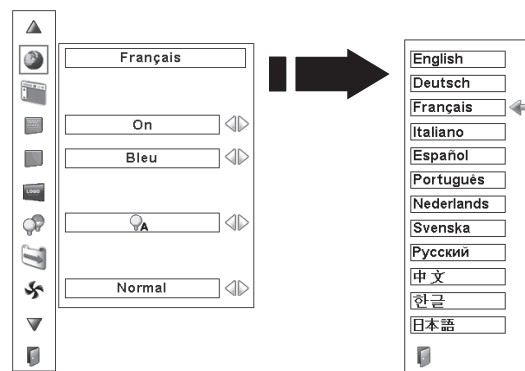 Français
On
Bleu
A
Normal
LOGO
English
Deutsch
Français
Italiano
Español
Português
Nederlands
Svenska
Русский
中文
한글
日本語